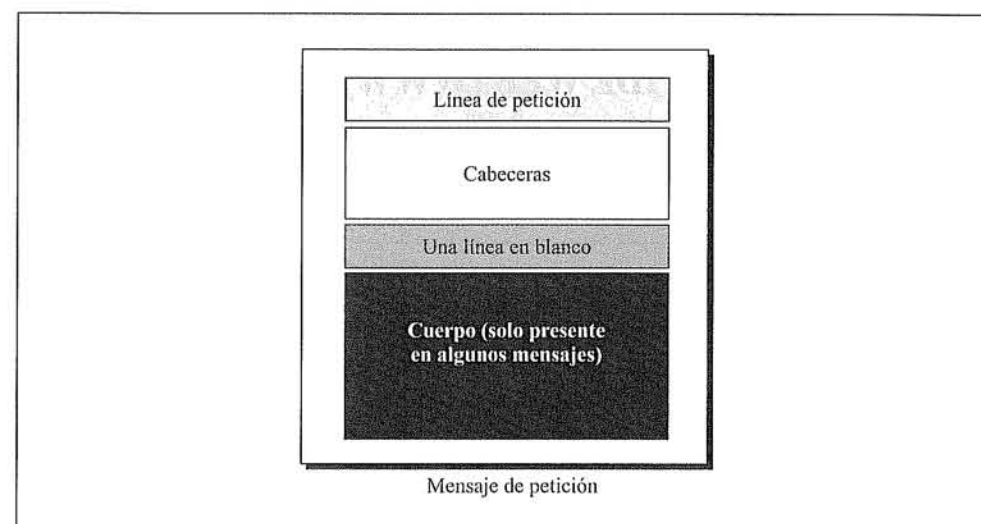 Línea de petición
Cabeceras
Una línea en blanco
Cuerpo (solo presente
en algunos mensajes)
Mensaje de petición